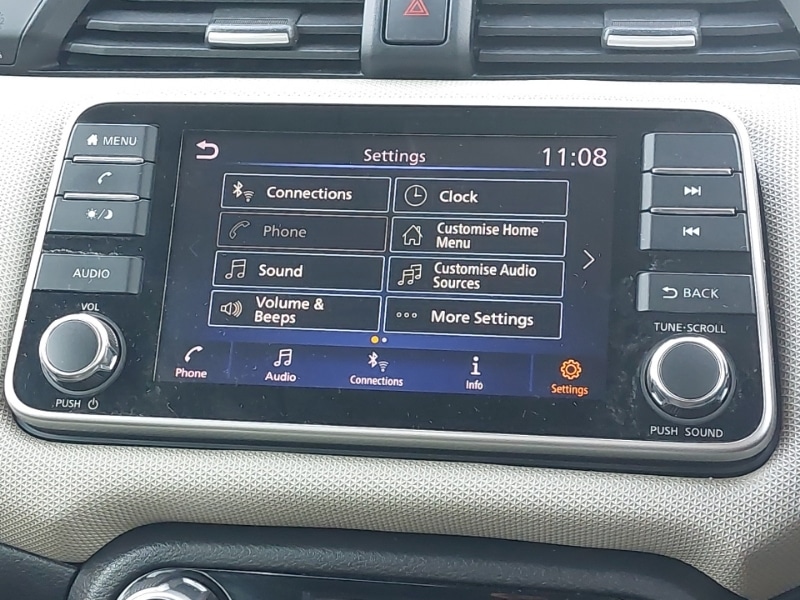 MENU
AUDIO
VOL
PUSH
Settings
11:08
Connections
Clock
Phone
Customise Home
Menu
Sound
Customise Audio
Sources
Volume &
Beeps
More Settings
Phone
Audio
Connections
Info
Settings
BACK
TUNE·SCROLL
PUSH SOUND